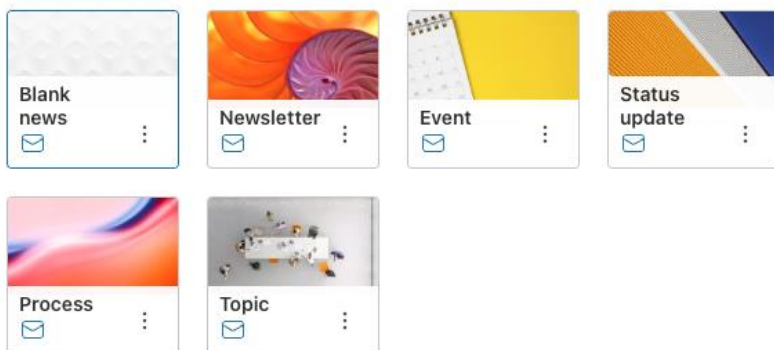 Blank
news
Newsletter
Event
Status
update
Process
Topic